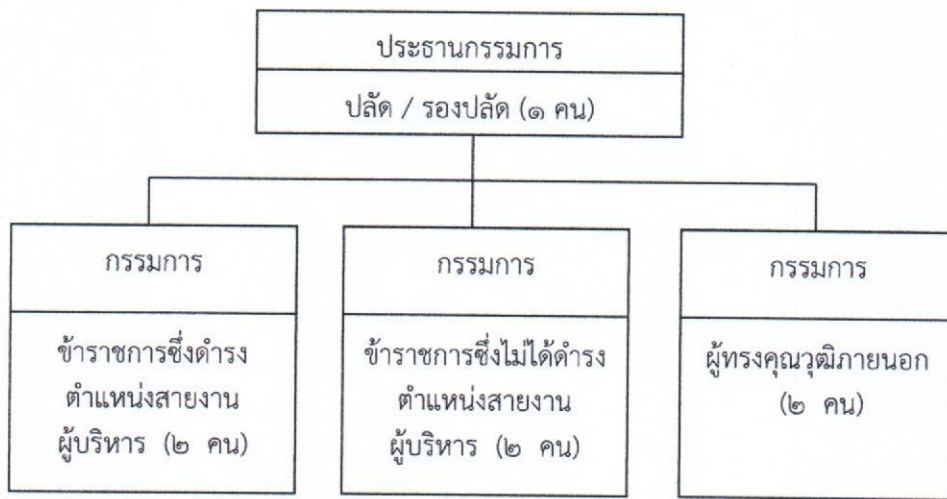 ประธานกรรมการ
ปลัด / รองปลัด (๑ คน)
กรรมการ
ข้าราชการซึ่งดำรง
ตำแหน่งสายงาน
ผู้บริหาร (๒ คน)
กรรมการ
ข้าราชการซึ่งไม่ได้ดำรง
ตำแหน่งสายงาน
ผู้บริหาร (๒ คน)
กรรมการ
ผู้ทรงคุณวุฒิภายนอก
(๒ คน)